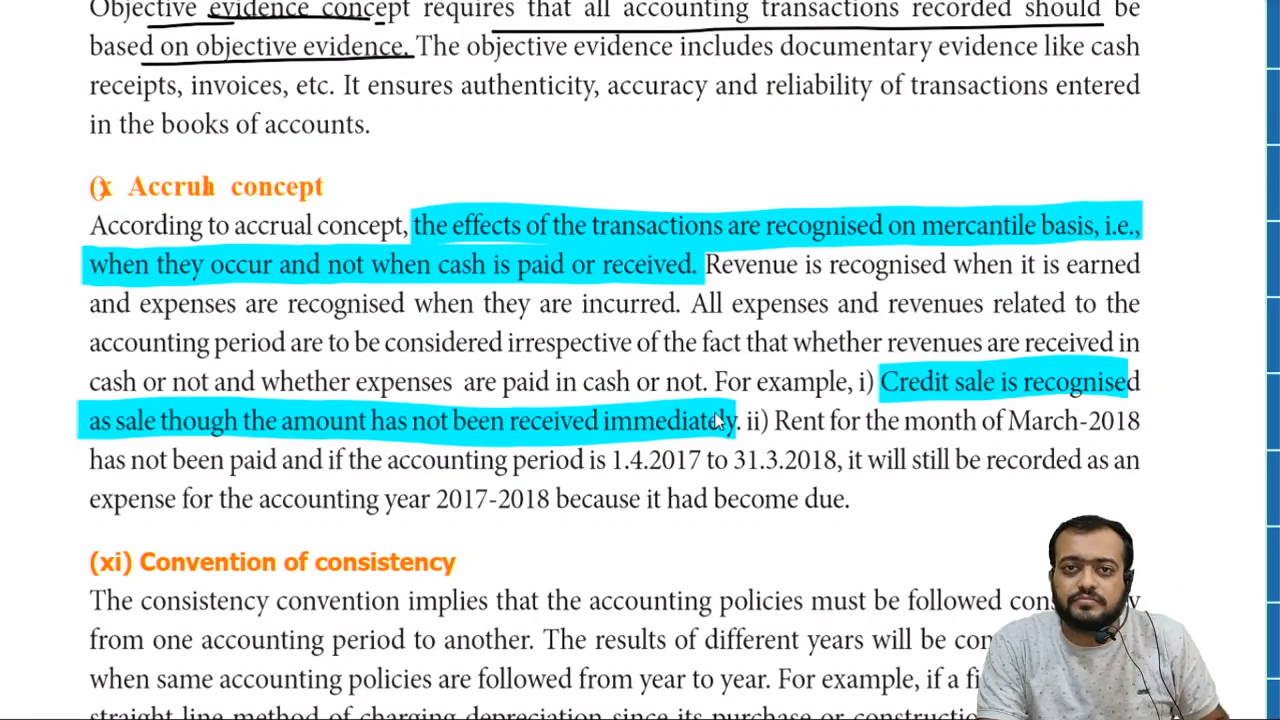 Objective evidence concept requires that all accounting transactions recorded should be
based on objective evidence. The objective evidence includes documentary evidence like cash
receipts, invoices, etc. It ensures authenticity, accuracy and reliability of transactions entered
in the books of accounts.
(x Accruh concept
According to accrual concept, the effects of the transactions are recognised on mercantile basis, i.e.,
when they occur and not when cash is paid or received. Revenue is recognised when it is earned
and expenses are recognised when they are incurred. All expenses and revenues related to the
accounting period are to be considered irrespective of the fact that whether revenues are received in
cash or not and whether expenses are paid in cash or not. For example, i) Credit sale is recognised
as sale though the amount has not been received immediately. ii) Rent for the month of March-2018
has not been paid and if the accounting period is 1.4.2017 to 31.3.2018, it will still be recorded as an
expense for the accounting year 2017-2018 because it had become due.
(xi) Convention of consistency
The consistency convention implies that the accounting policies must be followed
from one accounting period to another. The results of different years will be
when same accounting policies are followed from year to year. For example, if a
straight line method of charging depreciation since its purchase or